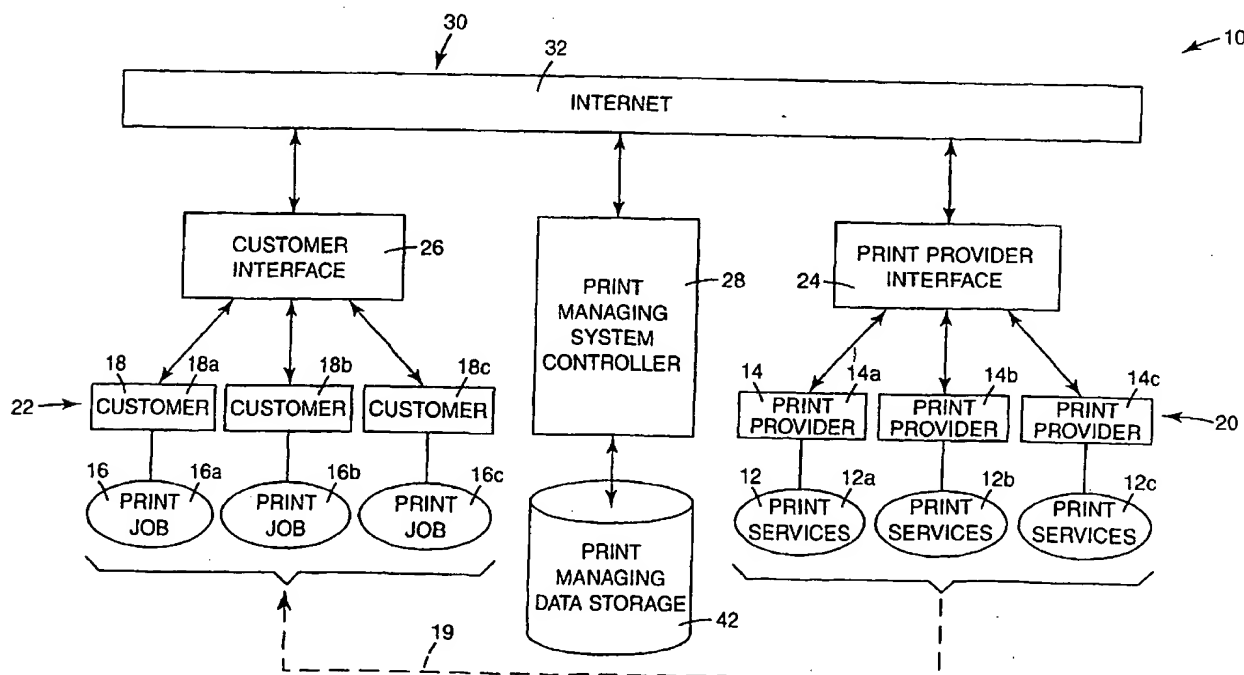 30
10
32
INTERNET
CUSTOMER
INTERFACE
26
PRINT
MANAGING
SYSTEM
CONTROLLER
28
PRINT PROVIDER
INTERFACE
24
22
18
18a
CUSTOMER
18b
CUSTOMER
18c
CUSTOMER
14
14a
PRINT
PROVIDER
14b
PRINT
PROVIDER
14c
PRINT
PROVIDER
20
16
16a
PRINT
JOB
16b
PRINT
JOB
16c
PRINT
JOB
PRINT
MANAGING
DATA STORAGE
42
12
12a
PRINT
SERVICES
12b
PRINT
SERVICES
12c
PRINT
SERVICES
19